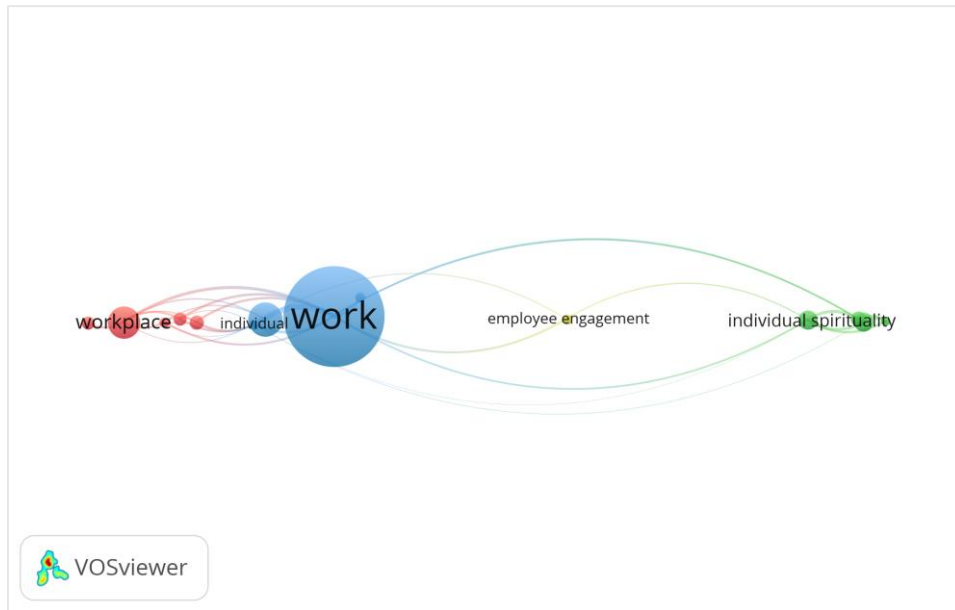 workplace
individual
work
employee engagement
individual spirituality
VOSviewer